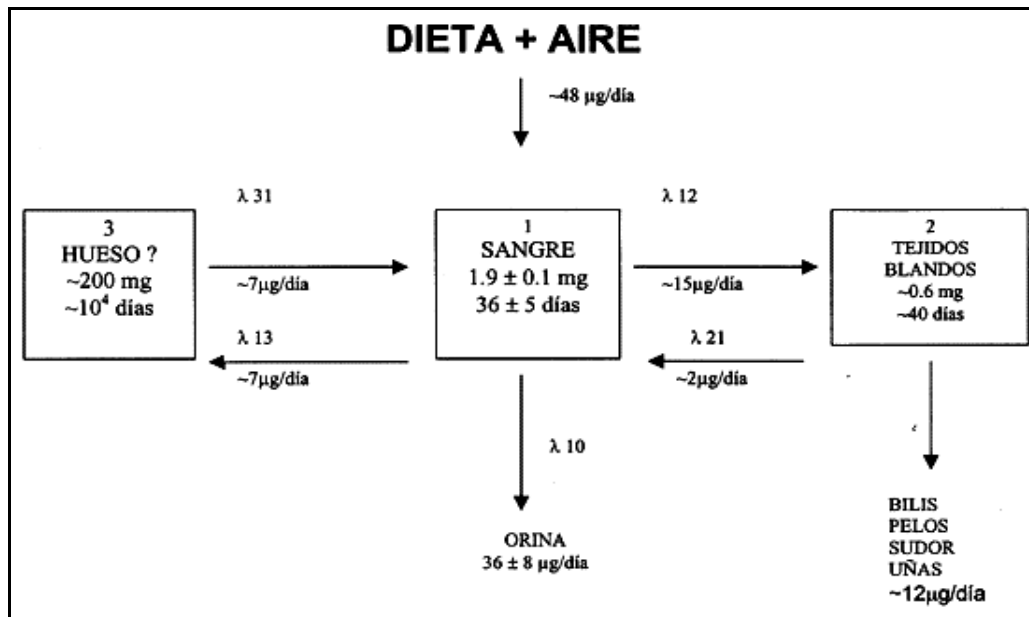 DIETA + AIRE
~48 µg/día
λ 31
λ 12
3
HUESO ?
~200 mg
~10⁴ días
~7µg/día
λ 13
~7µg/día
1
SANGRE
1.9 ± 0.1 mg
36 ± 5 días
~15µg/día
λ 21
~2µg/día
2
TEJIDOS
BLANDOS
~0.6 mg
~40 días
λ 10
ORINA
36 ± 8 µg/día
BILIS
PELOS
SUDOR
UÑAS
~12µg/día